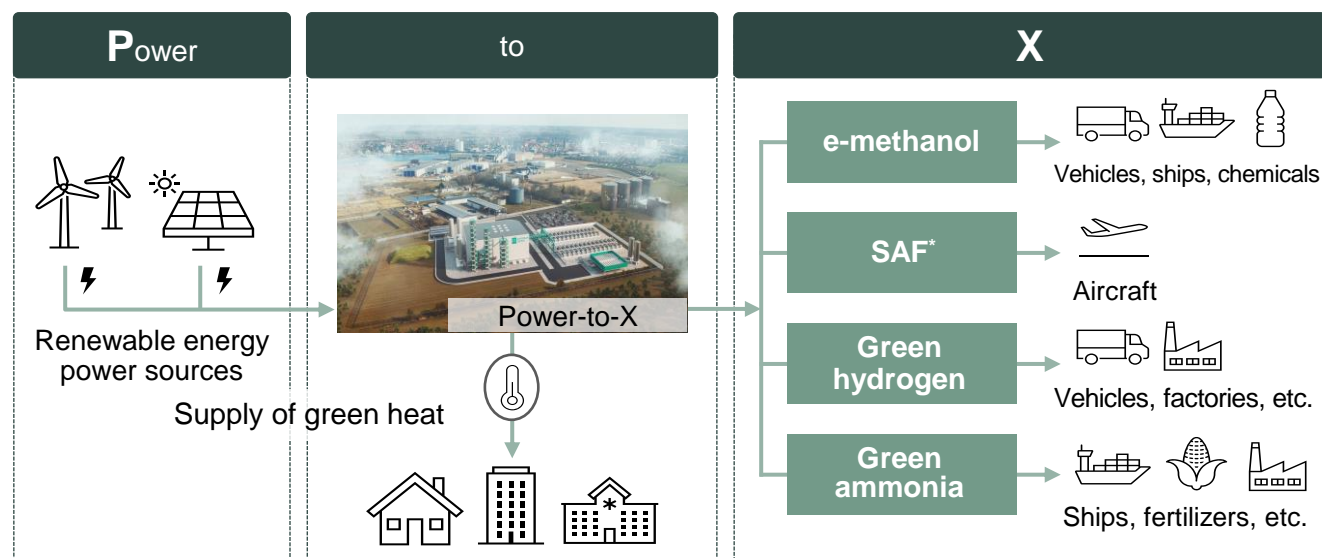 Power
to
X
Renewable energy
power sources
Power-to-X
Supply of green heat
e-methanol
Vehicles, ships, chemicals
SAF*
Aircraft
Green
hydrogen
Vehicles, factories, etc.
Green
ammonia
Ships, fertilizers, etc.